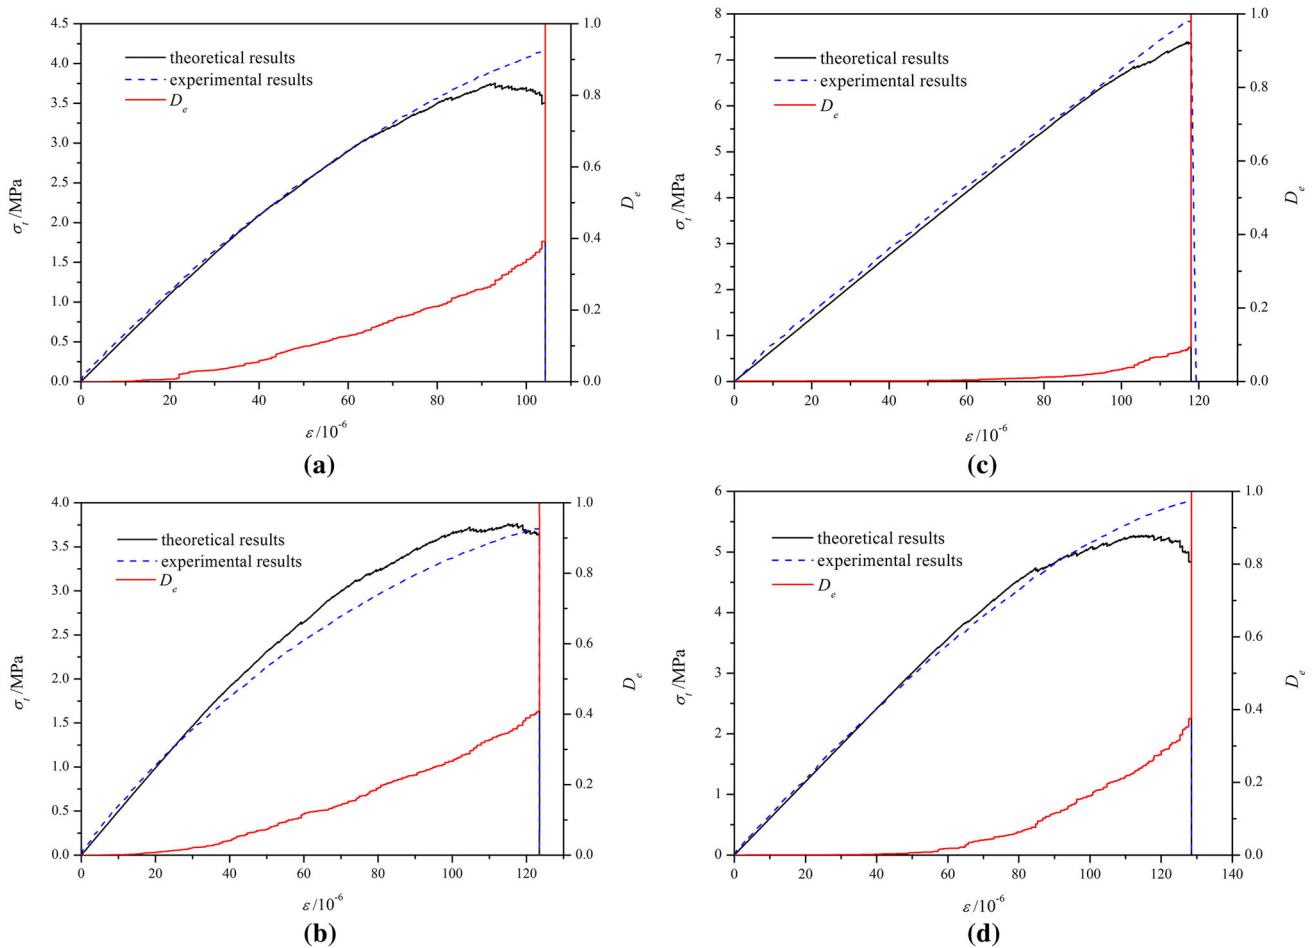 4.5
4.0
3.5
3.0
2.5
2.0
1.5
1.0
0.5
0.0
σt /MPa
theoretical results
experimental results
De
1.0
0.8
0.6
0.4
0.2
0.0
De
0 20 40 60 80 100
ε /10-6
(a)
8
7
6
5
4
3
2
1
0
σt /MPa
theoretical results
experimental results
De
1.0
0.8
0.6
0.4
0.2
0.0
De
0 20 40 60 80 100 120
ε /10-6
(c)
4.0
3.5
3.0
2.5
2.0
1.5
1.0
0.5
0.0
σt /MPa
theoretical results
experimental results
De
1.0
0.8
0.6
0.4
0.2
0.0
De
0 20 40 60 80 100 120
ε /10-6
(b)
6
5
4
3
2
1
0
σt /MPa
theoretical results
experimental results
De
1.0
0.8
0.6
0.4
0.2
0.0
De
0 20 40 60 80 100 120 140
ε /10-6
(d)